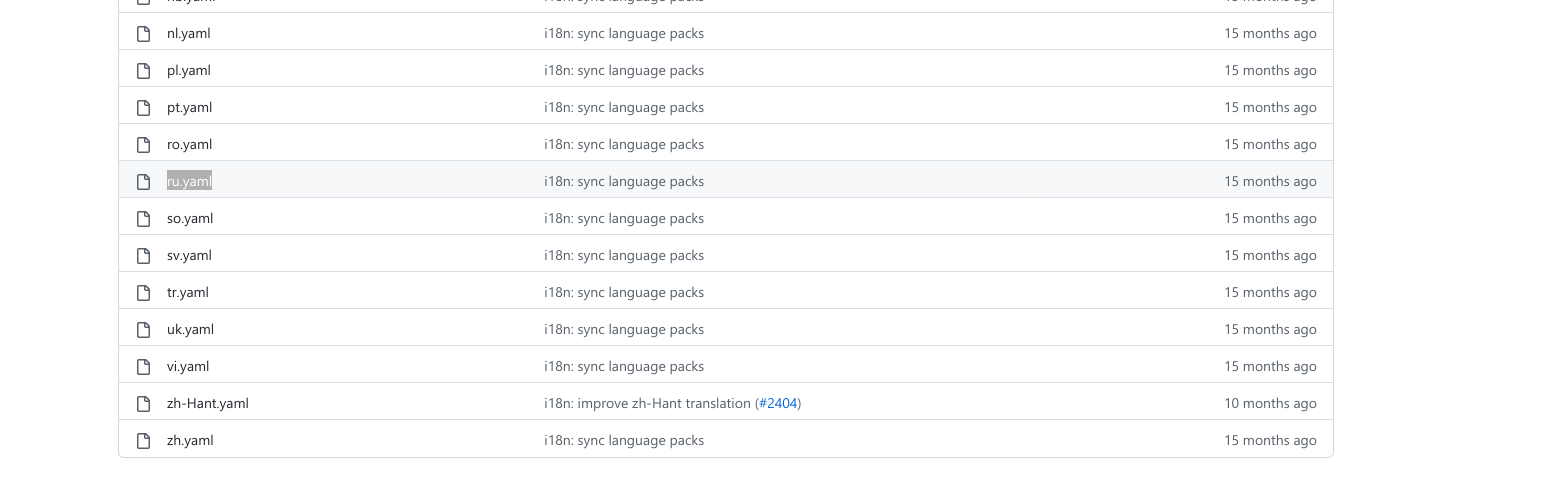 nl.yaml i18n: sync language packs 15 months ago
pl.yaml i18n: sync language packs 15 months ago
pt.yaml i18n: sync language packs 15 months ago
ro.yaml i18n: sync language packs 15 months ago
ru.yaml i18n: sync language packs 15 months ago
so.yaml i18n: sync language packs 15 months ago
sv.yaml i18n: sync language packs 15 months ago
tr.yaml i18n: sync language packs 15 months ago
uk.yaml i18n: sync language packs 15 months ago
vi.yaml i18n: sync language packs 15 months ago
zh-Hant.yaml i18n: improve zh-Hant translation (#2404) 10 months ago
zh.yaml i18n: sync language packs 15 months ago